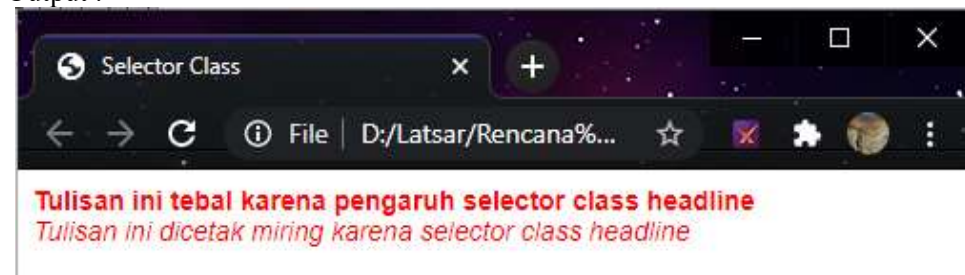 Selector Class
File D:/Latsar/Rencana%...
Tulisan ini tebal karena pengaruh selector class headline
Tulisan ini dicetak miring karena selector class headline